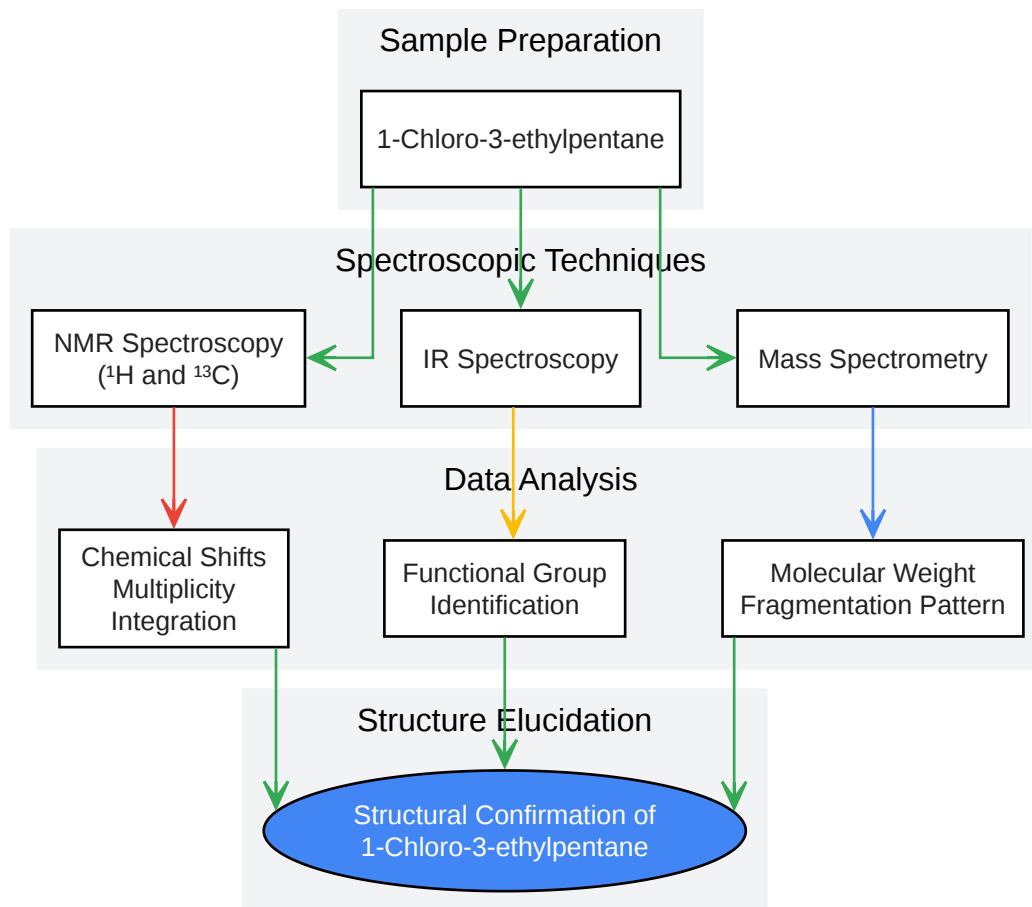 Sample Preparation
1-Chloro-3-ethylpentane
Spectroscopic Techniques
NMR Spectroscopy
(¹H and ¹³C)
IR Spectroscopy
Mass Spectrometry
Data Analysis
Chemical Shifts
Multiplicity
Integration
Functional Group
Identification
Molecular Weight
Fragmentation Pattern
Structure Elucidation
Structural Confirmation of
1-Chloro-3-ethylpentane